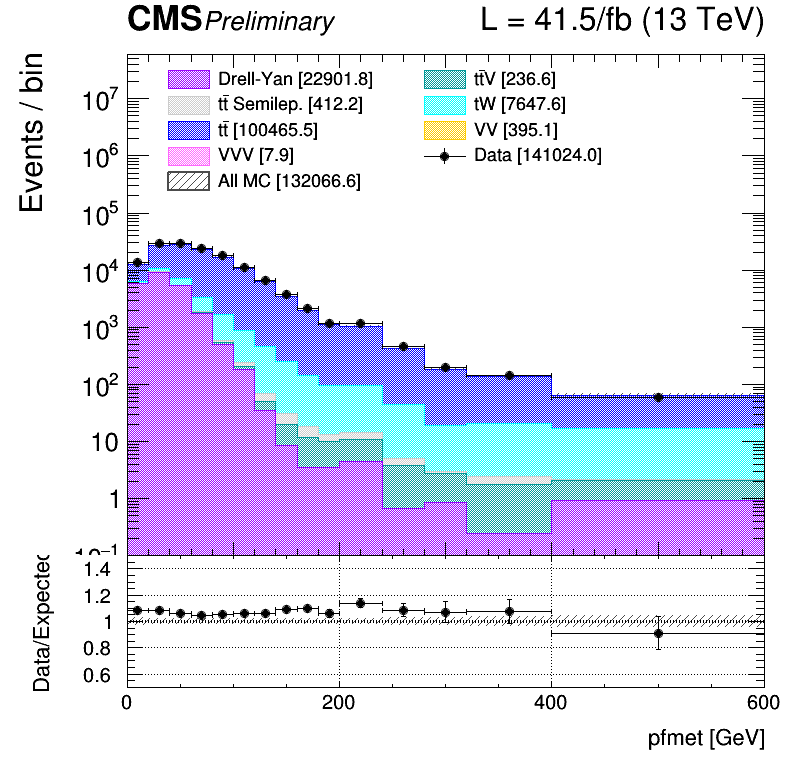 CMS Preliminary L = 41.5/fb (13 TeV)
Events / bin
Drell-Yan [22901.8]
tt̄ Semilep. [412.2]
tt̄ [100465.5]
VVV [7.9]
All MC [132066.6]
tt̄V [236.6]
tW [7647.6]
VV [395.1]
Data [141024.0]
10⁷
10⁶
10⁵
10⁴
10³
10²
10
1
10⁻¹
Data/Expected
1.4
1.2
1
0.8
0.6
0 200 400 600
pfmet [GeV]